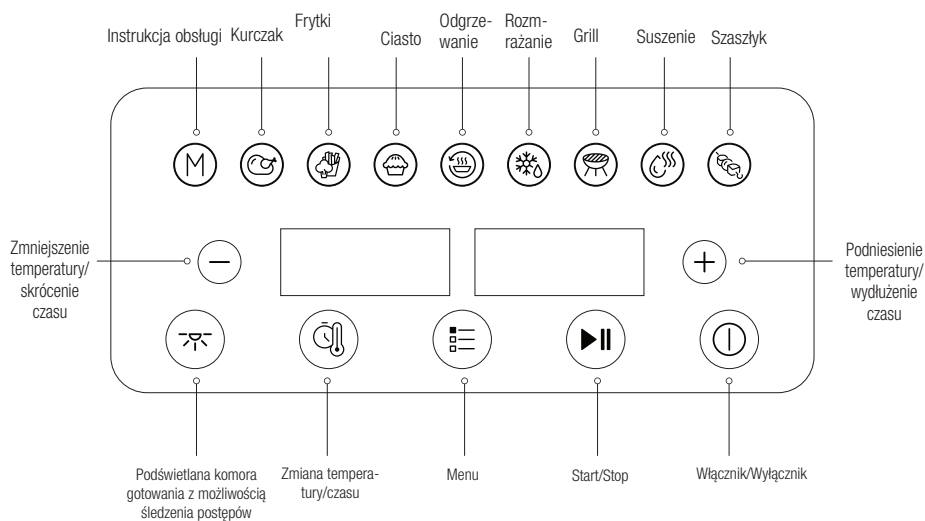 Instrukcja obsługi
Kurczak
Frytki
Ciasto
Odgrze-
wanie
Rozm-
rażanie
Grill
Suszenie
Szaszłyk
M
Zmniejszenie
temperatury/
skrócenie
czasu
Podniesienie
temperatury/
wydłużenie
czasu
Podświetlana komora
gotowania z możliwością
śledzenia postępów
Zmiana tempera-
tury/czasu
Menu
Start/Stop
Włącznik/Wyłącznik